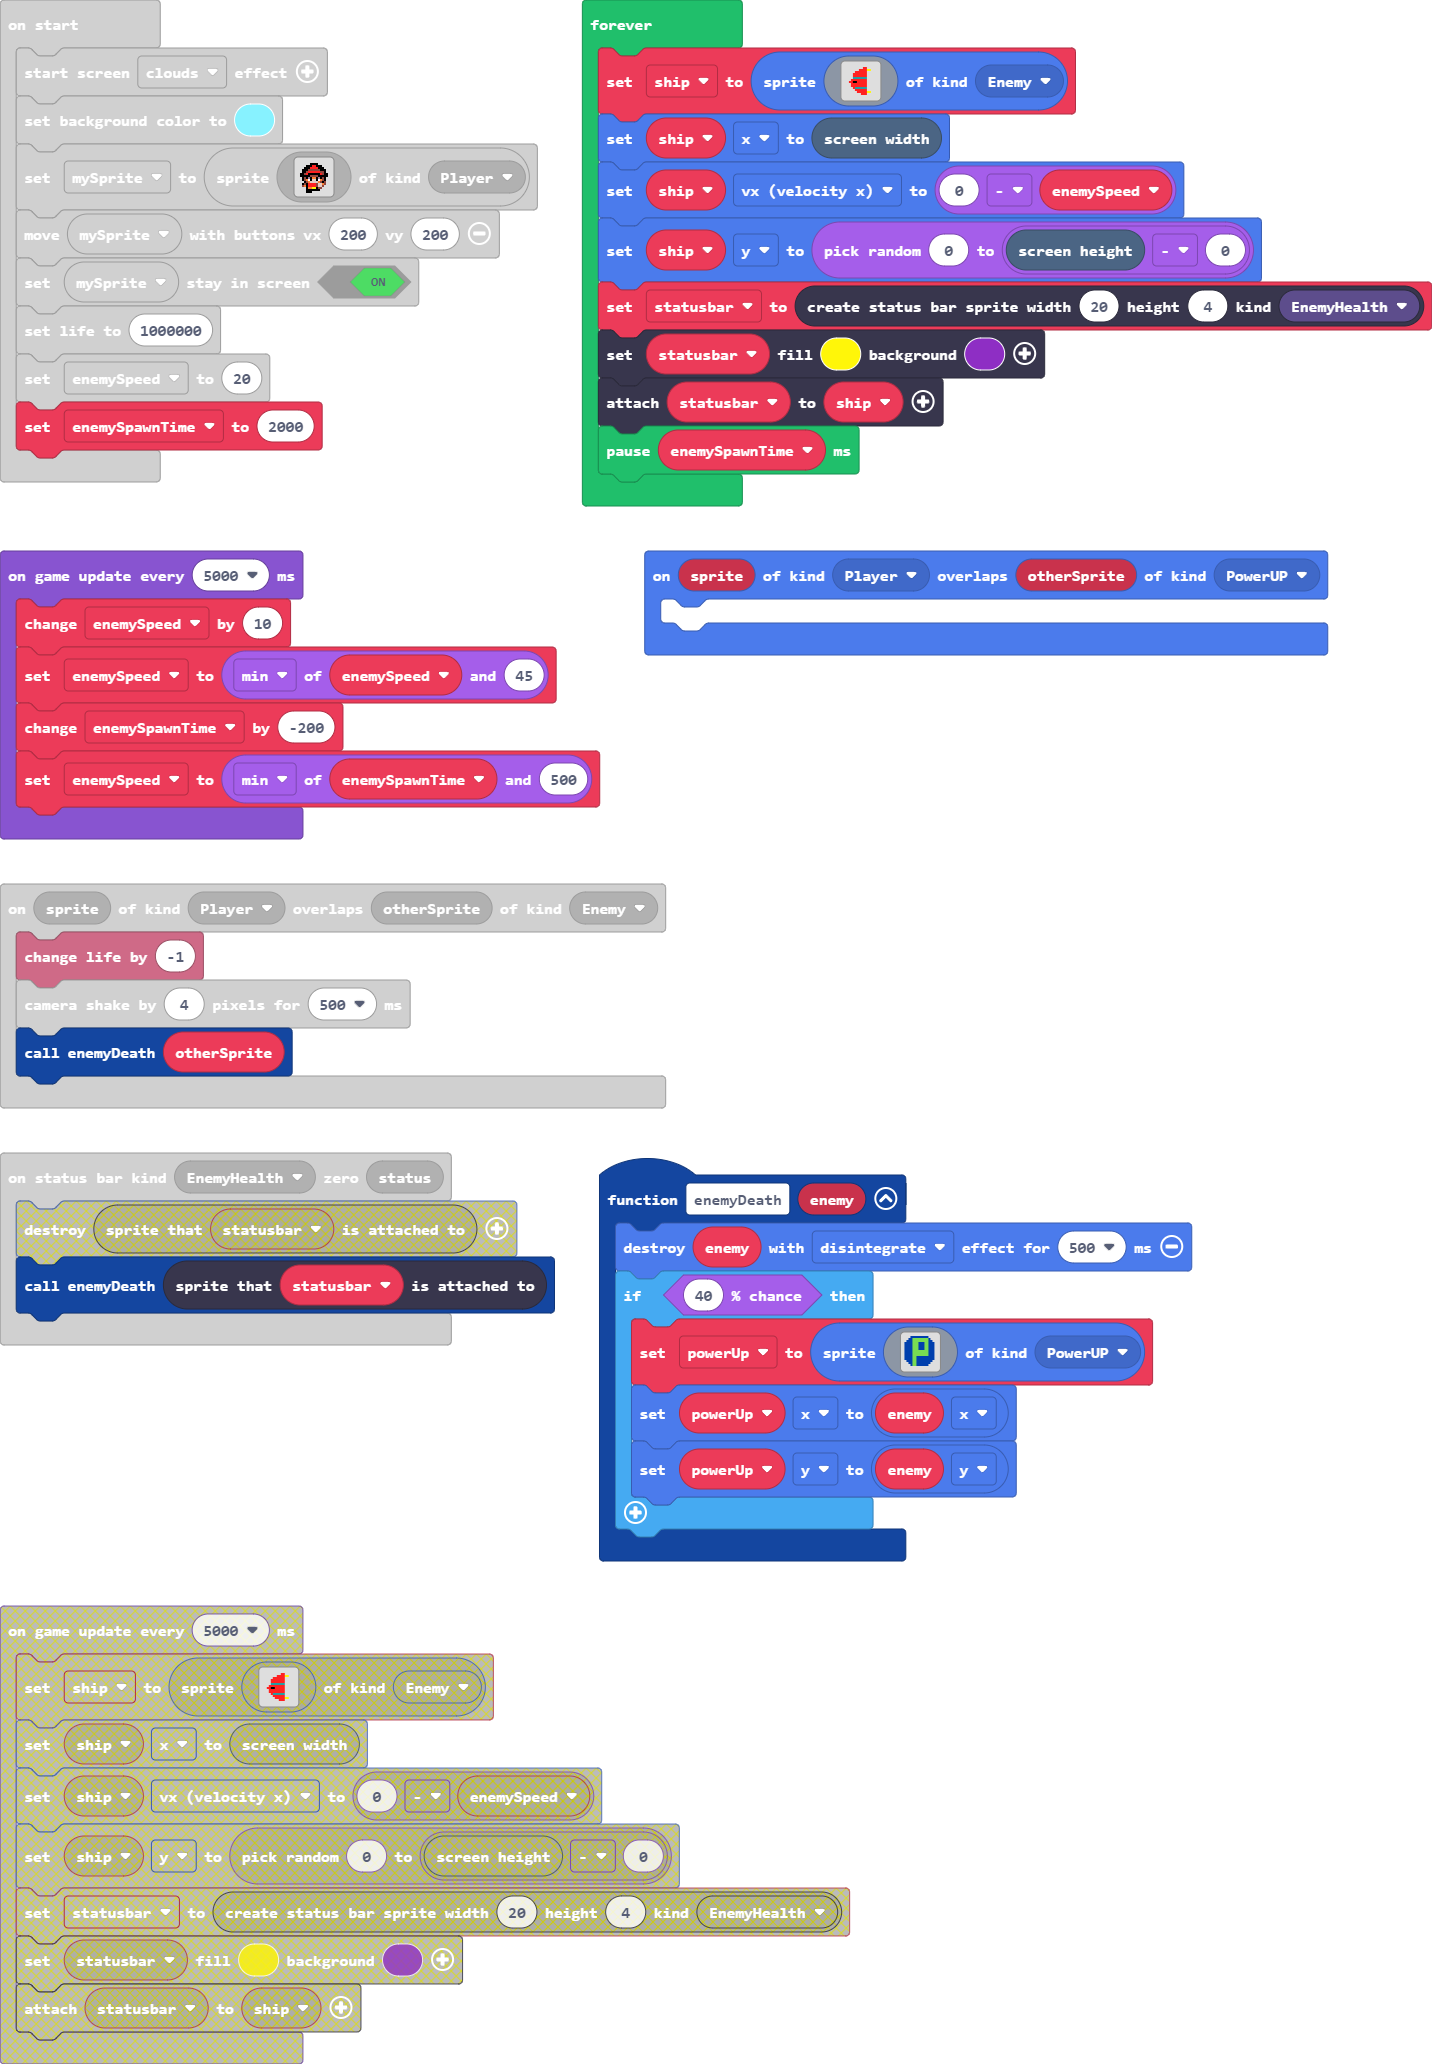 on start
start screen clouds effect
set background color to
set mySprite to sprite of kind Player
move mySprite with buttons vx 200 vy 200
set mySprite stay in screen ON
set life to 1000000
set enemySpeed to 20
set enemySpawnTime to 2000
forever
set ship to sprite of kind Enemy
set ship x to screen width
set ship vx (velocity x) to 0 - enemySpeed
set ship y to pick random 0 to screen height - 0
set statusbar to create status bar sprite width 20 height 4 kind EnemyHealth
set statusbar fill background
attach statusbar to ship
pause enemySpawnTime ms
on game update every 5000 ms
change enemySpeed by 10
set enemySpeed to min of enemySpeed and 45
change enemySpawnTime by -200
set enemySpeed to min of enemySpawnTime and 500
on sprite of kind Player overlaps otherSprite of kind PowerUP
on sprite of kind Player overlaps otherSprite of kind Enemy
change life by -1
camera shake by 4 pixels for 500 ms
call enemyDeath otherSprite
on status bar kind EnemyHealth zero status
destroy sprite that statusbar is attached to
call enemyDeath sprite that statusbar is attached to
function enemyDeath enemy
destroy enemy with disintegrate effect for 500 ms
if 40 % chance then
set powerUp to sprite P of kind PowerUP
set powerUp x to enemy x
set powerUp y to enemy y
on game update every 5000 ms
set ship to sprite of kind Enemy
set ship x to screen width
set ship vx (velocity x) to 0 - enemySpeed
set ship y to pick random 0 to screen height - 0
set statusbar to create status bar sprite width 20 height 4 kind EnemyHealth
set statusbar fill background
attach statusbar to ship